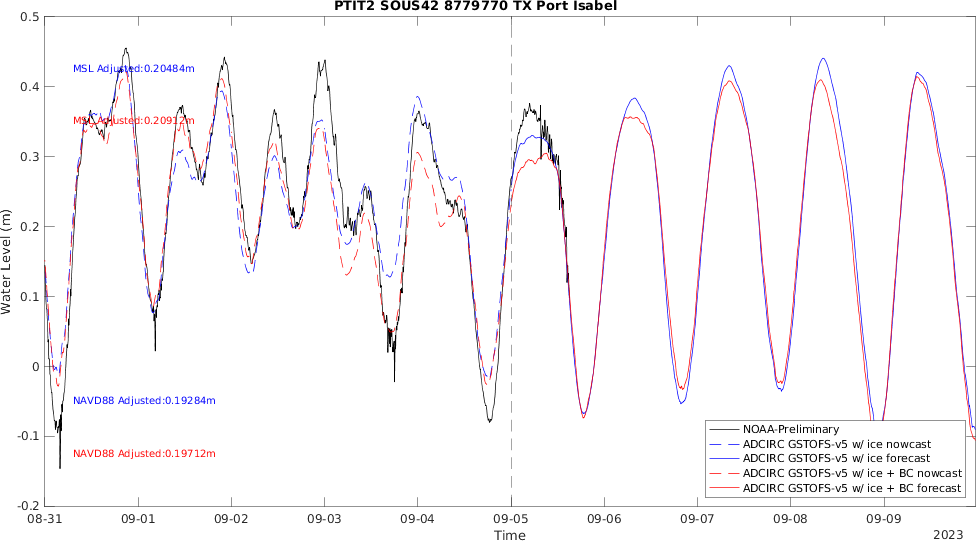 PTIT2 SOUS42 8779770 TX Port Isabel
0.5
0.4
0.3
0.2
0.1
0
-0.1
-0.2
Water Level (m)
MSL Adjusted:0.20484m
MSL Adjusted:0.20912m
NAVD88 Adjusted:0.19284m
NAVD88 Adjusted:0.19712m
NOAA-Preliminary
ADCIRC GSTOFS-v5 w/ ice nowcast
ADCIRC GSTOFS-v5 w/ ice forecast
ADCIRC GSTOFS-v5 w/ ice + BC nowcast
ADCIRC GSTOFS-v5 w/ ice + BC forecast
08-31 09-01 09-02 09-03 09-04 09-05 09-06 09-07 09-08 09-09
Time
2023